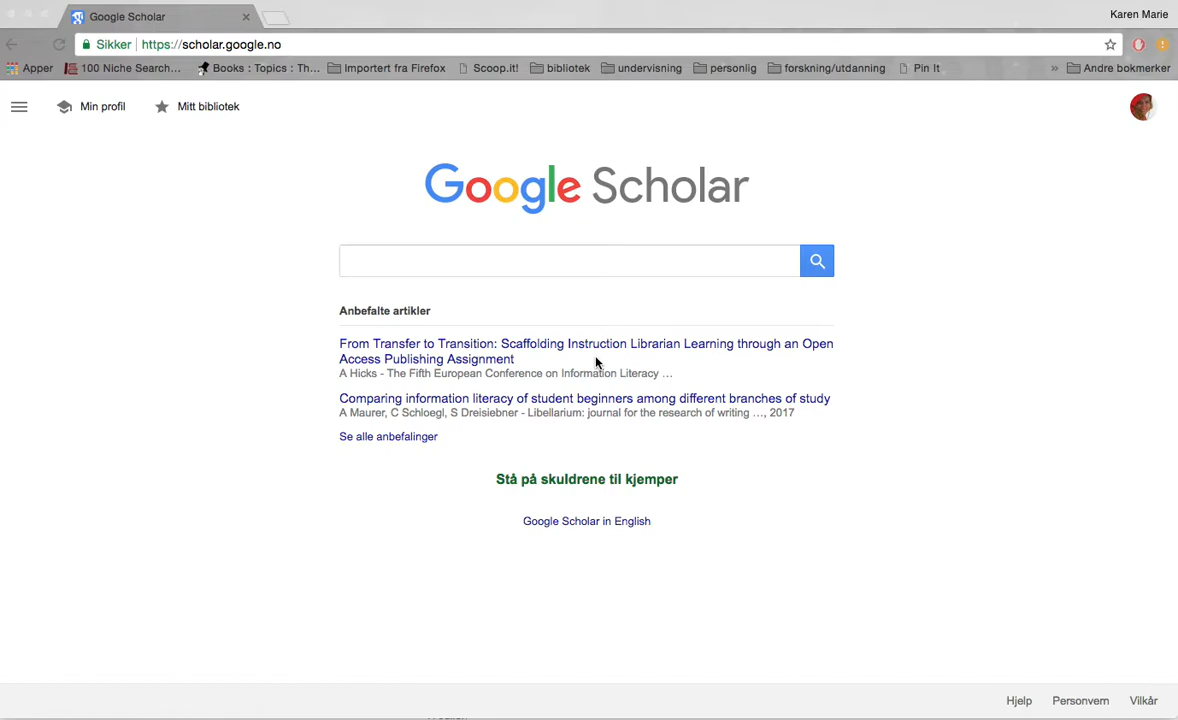 Google Scholar
Karen Marie
Sikker https://scholar.google.no
Apper 100 Niche Search... Books : Topics : Th... Importert fra Firefox Scoop.it! bibliotek undervisning personlig forskning/utdanning Pin It » Andre bokmerker
Min profil Mitt bibliotek
Google Scholar
Anbefalte artikler
From Transfer to Transition: Scaffolding Instruction Librarian Learning through an Open
Access Publishing Assignment
A Hicks - The Fifth European Conference on Information Literacy ...
Comparing information literacy of student beginners among different branches of study
A Maurer, C Schloegl, S Dreisiebner - Libellarium: journal for the research of writing ..., 2017
Se alle anbefalinger
Stå på skuldrene til kjemper
Google Scholar in English
Hjelp Personvern Vilkår